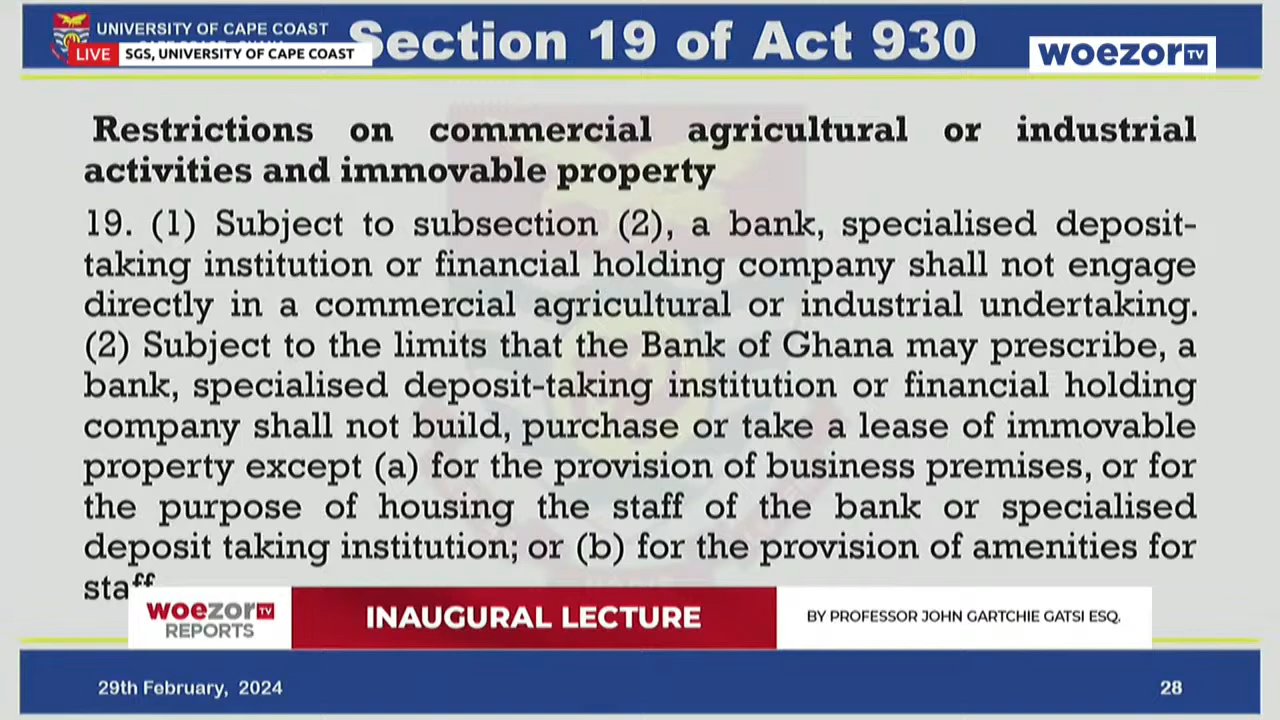 UNIVERSITY OF CAPE COAST
Section 19 of Act 930
LIVE SGS, UNIVERSITY OF CAPE COAST
woezor TV
Restrictions on commercial agricultural or industrial
activities and immovable property
19. (1) Subject to subsection (2), a bank, specialised deposit-
taking institution or financial holding company shall not engage
directly in a commercial agricultural or industrial undertaking.
(2) Subject to the limits that the Bank of Ghana may prescribe, a
bank, specialised deposit-taking institution or financial holding
company shall not build, purchase or take a lease of immovable
property except (a) for the provision of business premises, or for
the purpose of housing the staff of the bank or specialised
deposit taking institution; or (b) for the provision of amenities for
staff
woezor TV
REPORTS
INAUGURAL LECTURE
BY PROFESSOR JOHN GARTCHIE GATSI ESQ.
29th February, 2024
28